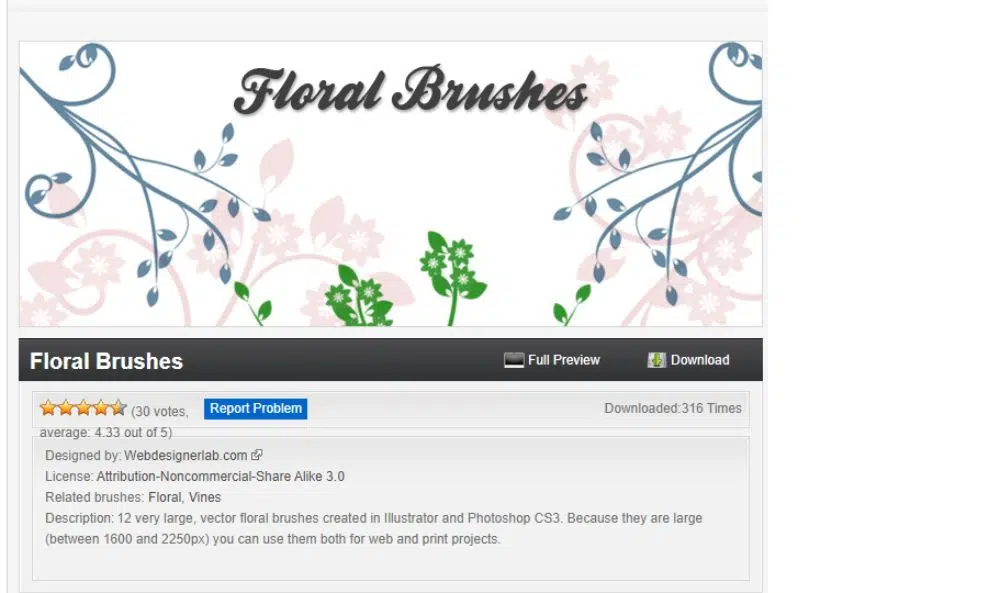 Floral Brushes
Floral Brushes Full Preview Download
(30 votes, Report Problem Downloaded:316 Times
average: 4.33 out of 5)
Designed by: Webdesignerlab.com
License: Attribution-Noncommercial-Share Alike 3.0
Related brushes: Floral, Vines
Description: 12 very large, vector floral brushes created in Illustrator and Photoshop CS3. Because they are large
(between 1600 and 2250px) you can use them both for web and print projects.